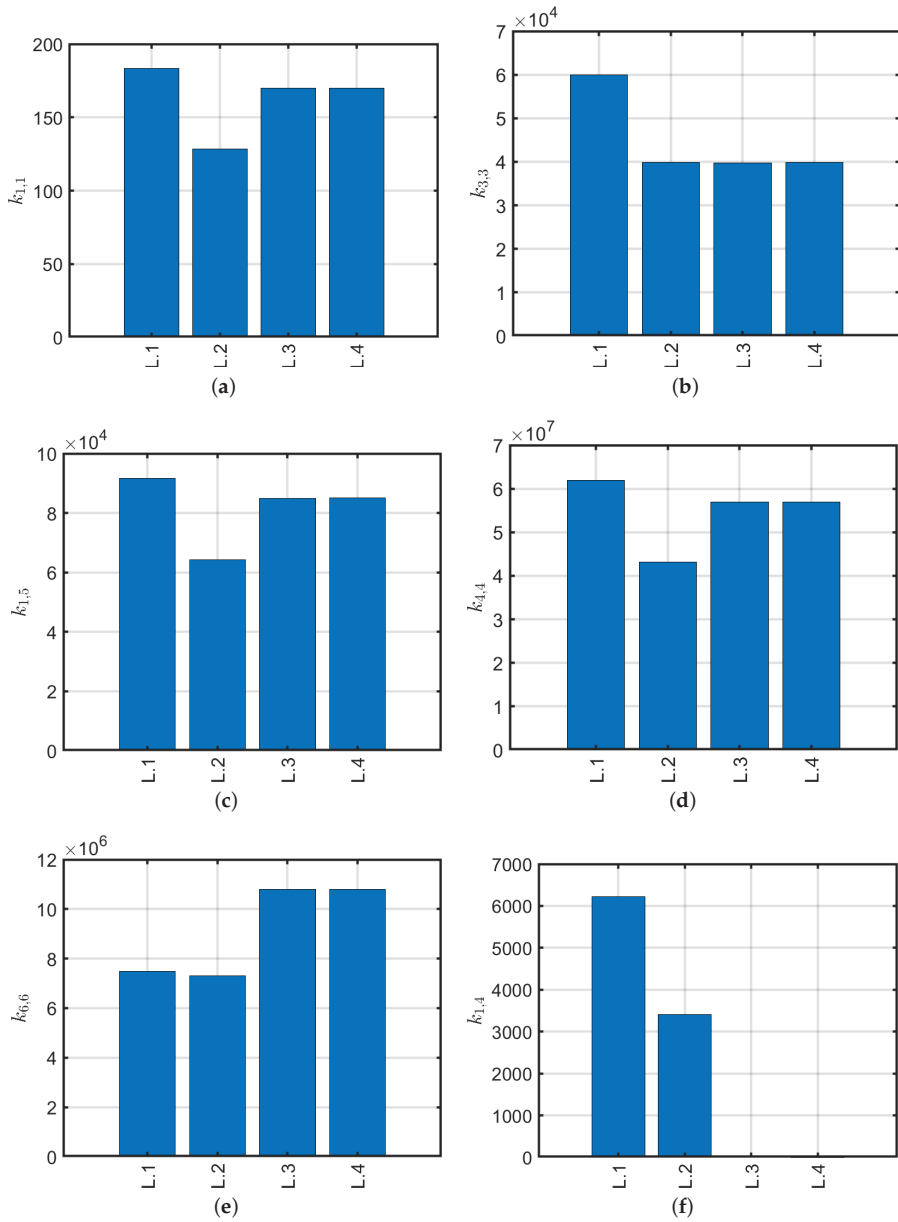 200
150
100
50
0
k1,1
L.1 L.2 L.3 L.4
(a)
×10^4
7
6
5
4
3
2
1
0
k3,3
L.1 L.2 L.3 L.4
(b)
×10^4
10
8
6
4
2
0
k1,5
L.1 L.2 L.3 L.4
(c)
×10^7
7
6
5
4
3
2
1
0
k4,4
L.1 L.2 L.3 L.4
(d)
×10^6
12
10
8
6
4
2
0
k6,6
L.1 L.2 L.3 L.4
(e)
7000
6000
5000
4000
3000
2000
1000
0
k1,4
L.1 L.2 L.3 L.4
(f)